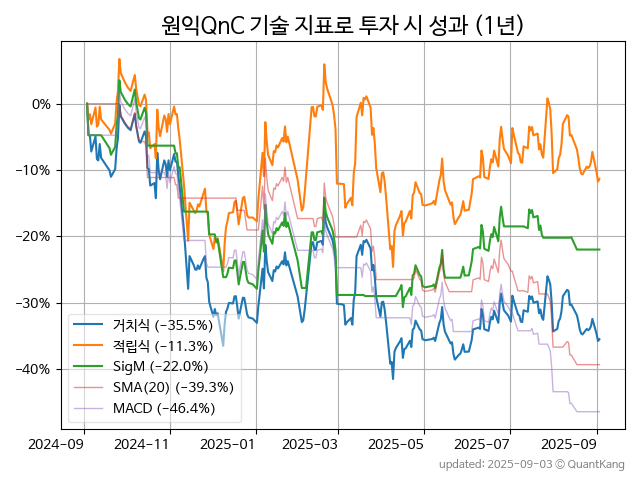 원익QnC 기술 지표로 투자 시 성과 (1년)
0%
−10%
−20%
−30%
−40%
거치식 (−35.5%)
적립식 (−11.3%)
SigM (−22.0%)
SMA(20) (−39.3%)
MACD (−46.4%)
2024-09 2024-11 2025-01 2025-03 2025-05 2025-07 2025-09
updated: 2025-09-03 © QuantKang